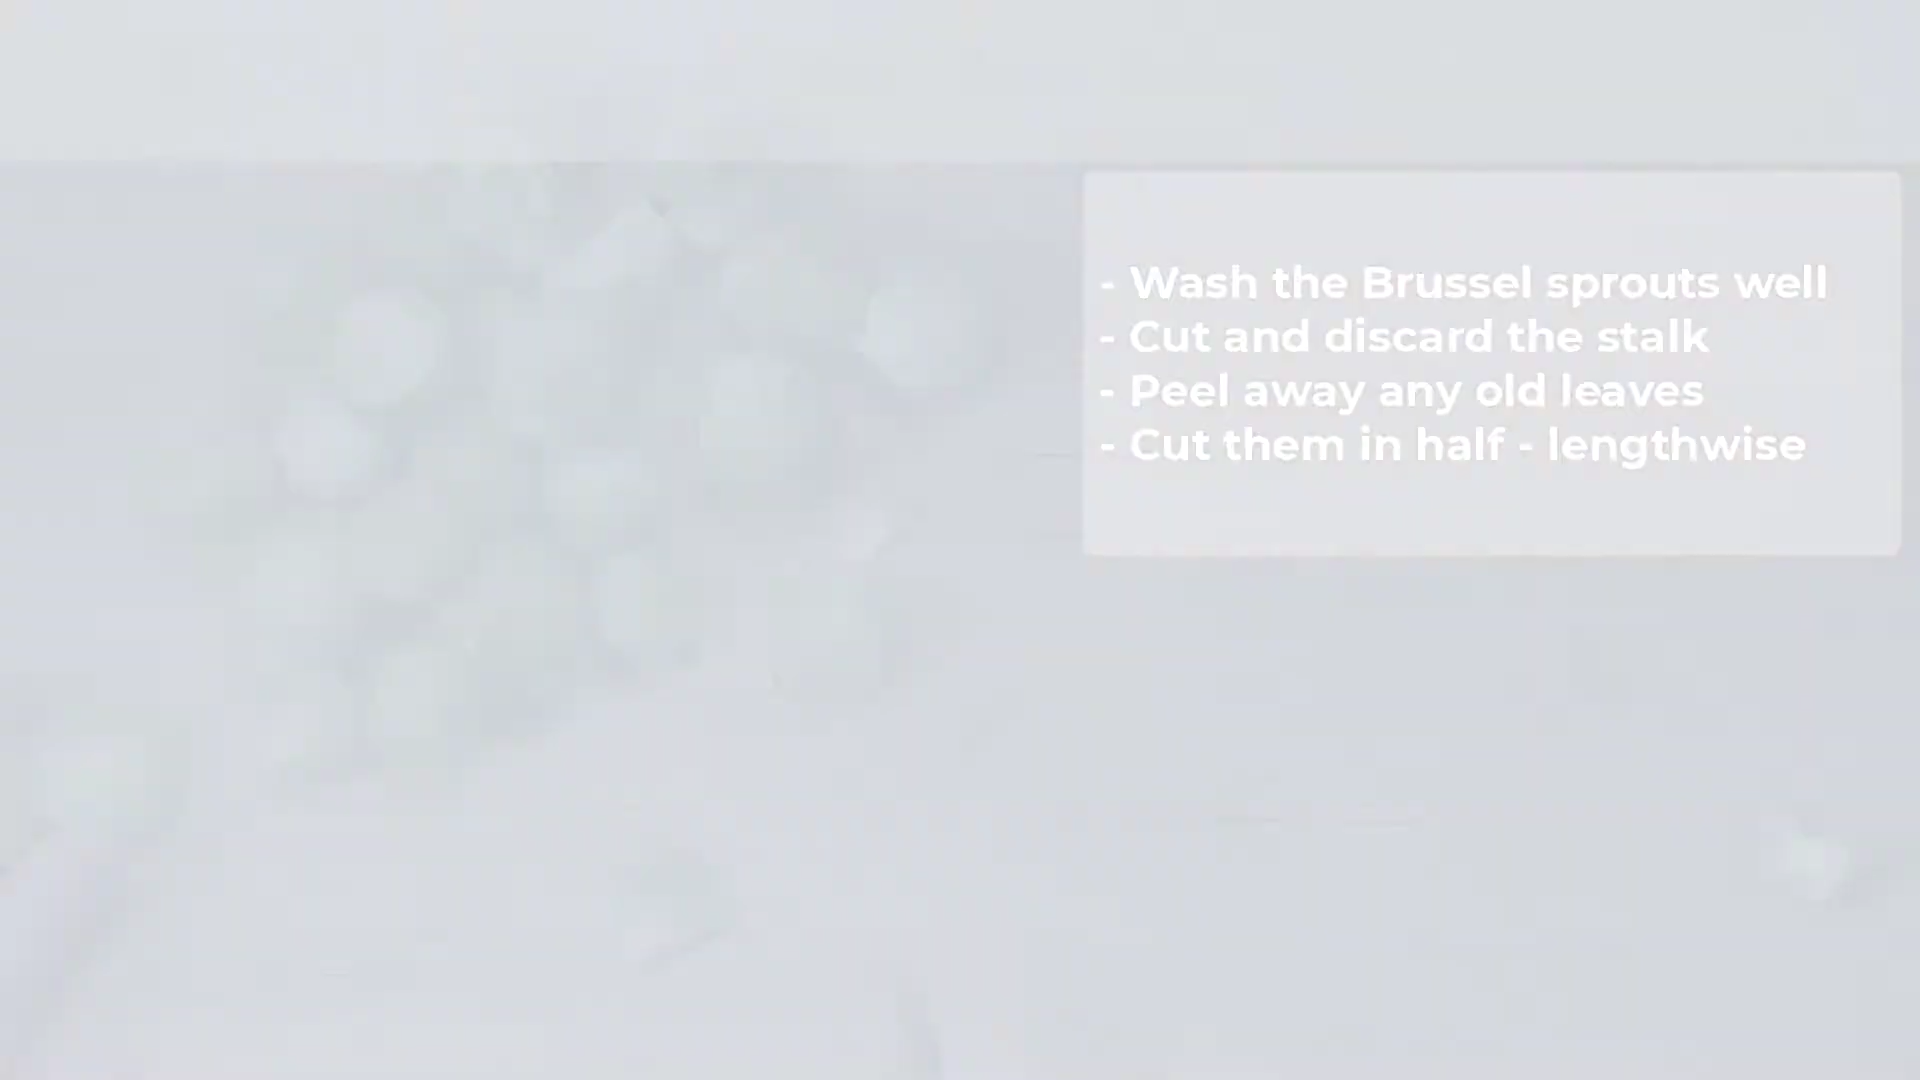 - Wash the Brussel sprouts well
- Cut and discard the stalk
- Peel away any old leaves
- Cut them in half - lengthwise